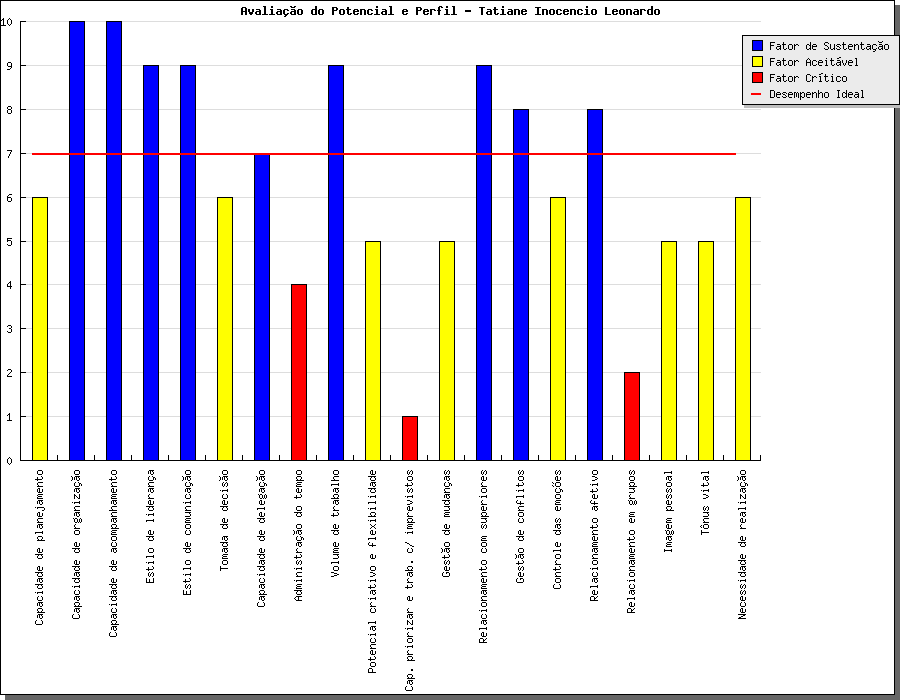 Avaliação do Potencial e Perfil - Tatiane Inocencio Leonardo
Fator de Sustentação
Fator Aceitável
Fator Crítico
Desempenho Ideal
10
9
8
7
6
5
4
3
2
1
0
Capacidade de planejamento
Capacidade de organização
Capacidade de acompanhamento
Estilo de liderança
Estilo de comunicação
Tomada de decisão
Capacidade de delegação
Administração do tempo
Volume de trabalho
Potencial criativo e flexibilidade
Cap. priorizar e trab. c/ imprevistos
Gestão de mudanças
Relacionamento com superiores
Gestão de conflitos
Controle das emoções
Relacionamento afetivo
Relacionamento em grupos
Imagem pessoal
Tônus vital
Necessidade de realização